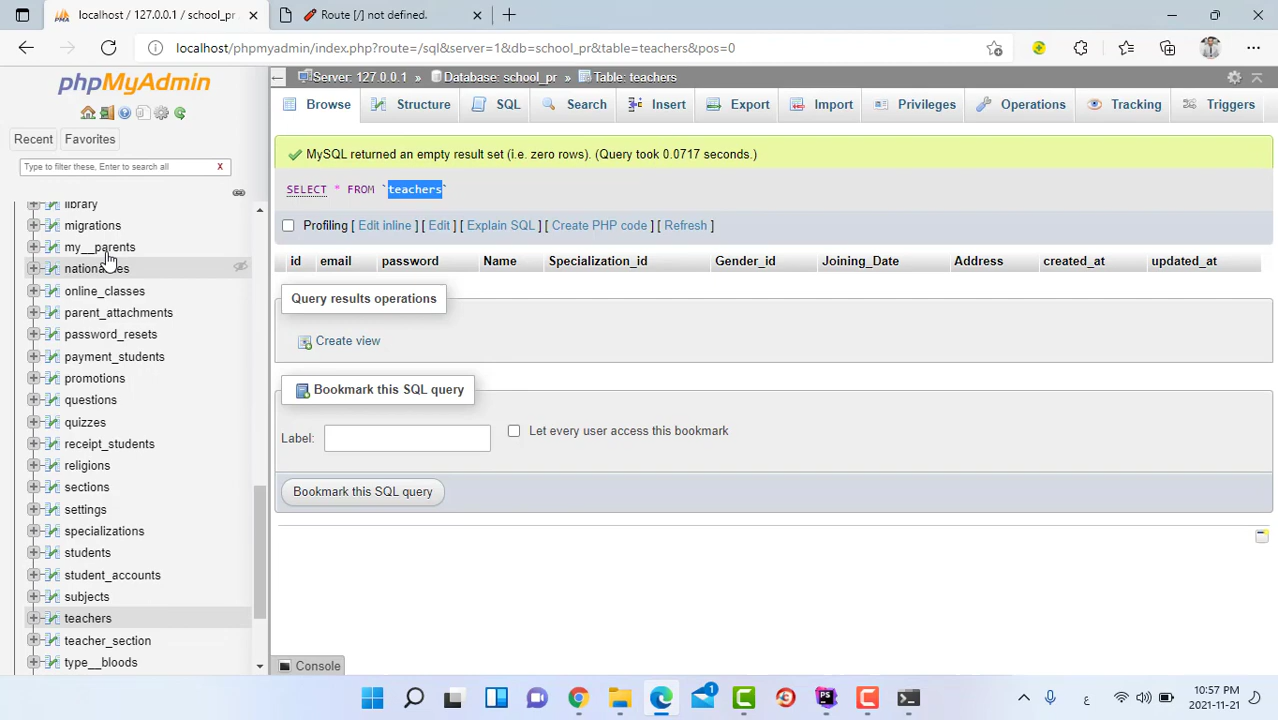 localhost / 127.0.0.1 / school_pr
Route [/] not defined.
localhost/phpmyadmin/index.php?route=/sql&server=1&db=school_pr&table=teachers&pos=0
phpMyAdmin
Recent
Favorites
Type to filter these, Enter to search all
X
library
migrations
my__parents
nationalities
online_classes
parent_attachments
password_resets
payment_students
promotions
questions
quizzes
receipt_students
religions
sections
settings
specializations
students
student_accounts
subjects
teachers
teacher_section
type__bloods
Server: 127.0.0.1 » Database: school_pr » Table: teachers
Browse
Structure
SQL
Search
Insert
Export
Import
Privileges
Operations
Tracking
Triggers
MySQL returned an empty result set (i.e. zero rows). (Query took 0.0717 seconds.)
SELECT * FROM `teachers`
Profiling [ Edit inline ] [ Edit ] [ Explain SQL ] [ Create PHP code ] [ Refresh ]
id email password Name Specialization_id Gender_id Joining_Date Address created_at updated_at
Query results operations
Create view
Bookmark this SQL query
Label:
Let every user access this bookmark
Bookmark this SQL query
Console
1
PS
ع
10:57 PM
2021-11-21